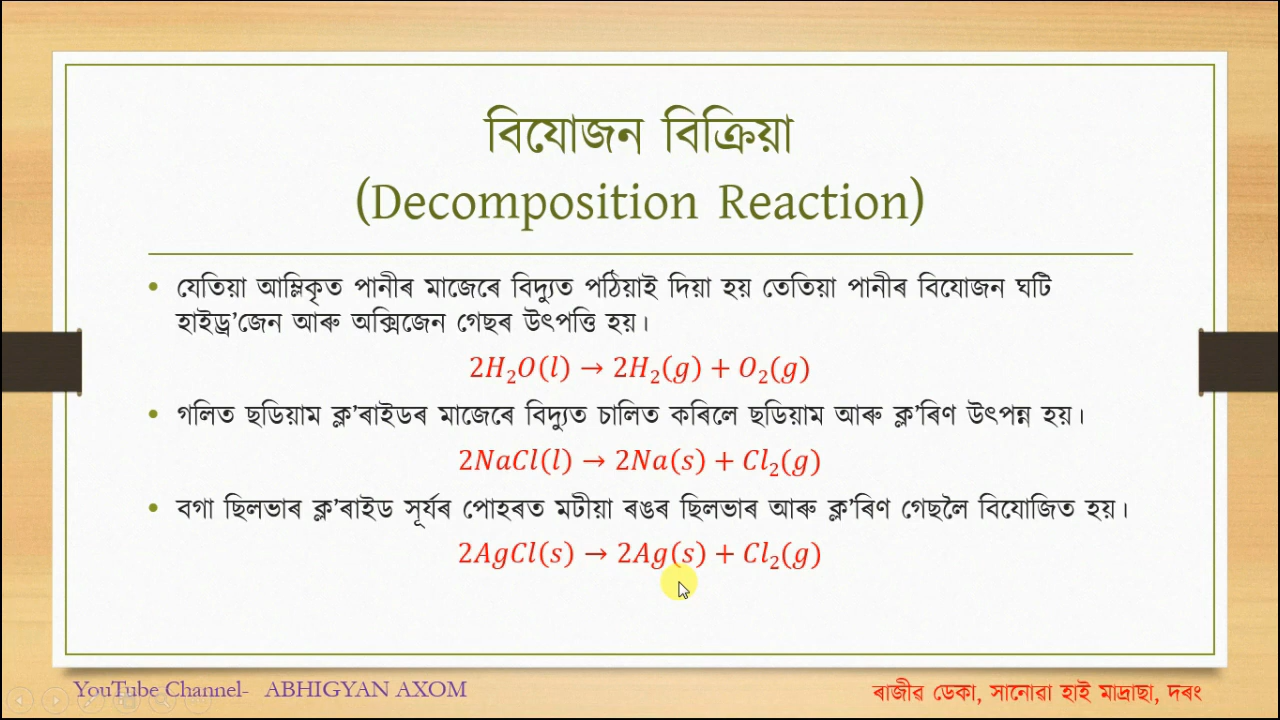 বিযোজন বিক্ৰিয়া
(Decomposition Reaction)
• যেতিয়া আম্লিকৃত পানীৰ মাজেৰে বিদ্যুত পঠিয়াই দিয়া হয় তেতিয়া পানীৰ বিযোজন ঘটি
হাইড্ৰ’জেন আৰু অক্সিজেন গেছৰ উৎপত্তি হয়।
2H₂O(l) → 2H₂(g) + O₂(g)
• গলিত ছডিয়াম ক্ল’ৰাইডৰ মাজেৰে বিদ্যুত চালিত কৰিলে ছডিয়াম আৰু ক্ল’ৰিণ উৎপন্ন হয়।
2NaCl(l) → 2Na(s) + Cl₂(g)
• বগা ছিলভাৰ ক্ল’ৰাইড সূৰ্যৰ পোহৰত মটীয়া ৰঙৰ ছিলভাৰ আৰু ক্ল’ৰিণ গেছলৈ বিযোজিত হয়।
2AgCl(s) → 2Ag(s) + Cl₂(g)
YouTube Channel- ABHIGYAN AXOM
ৰাজীৱ ডেকা, সানোৱা হাই মাদ্ৰাছা, দৰং